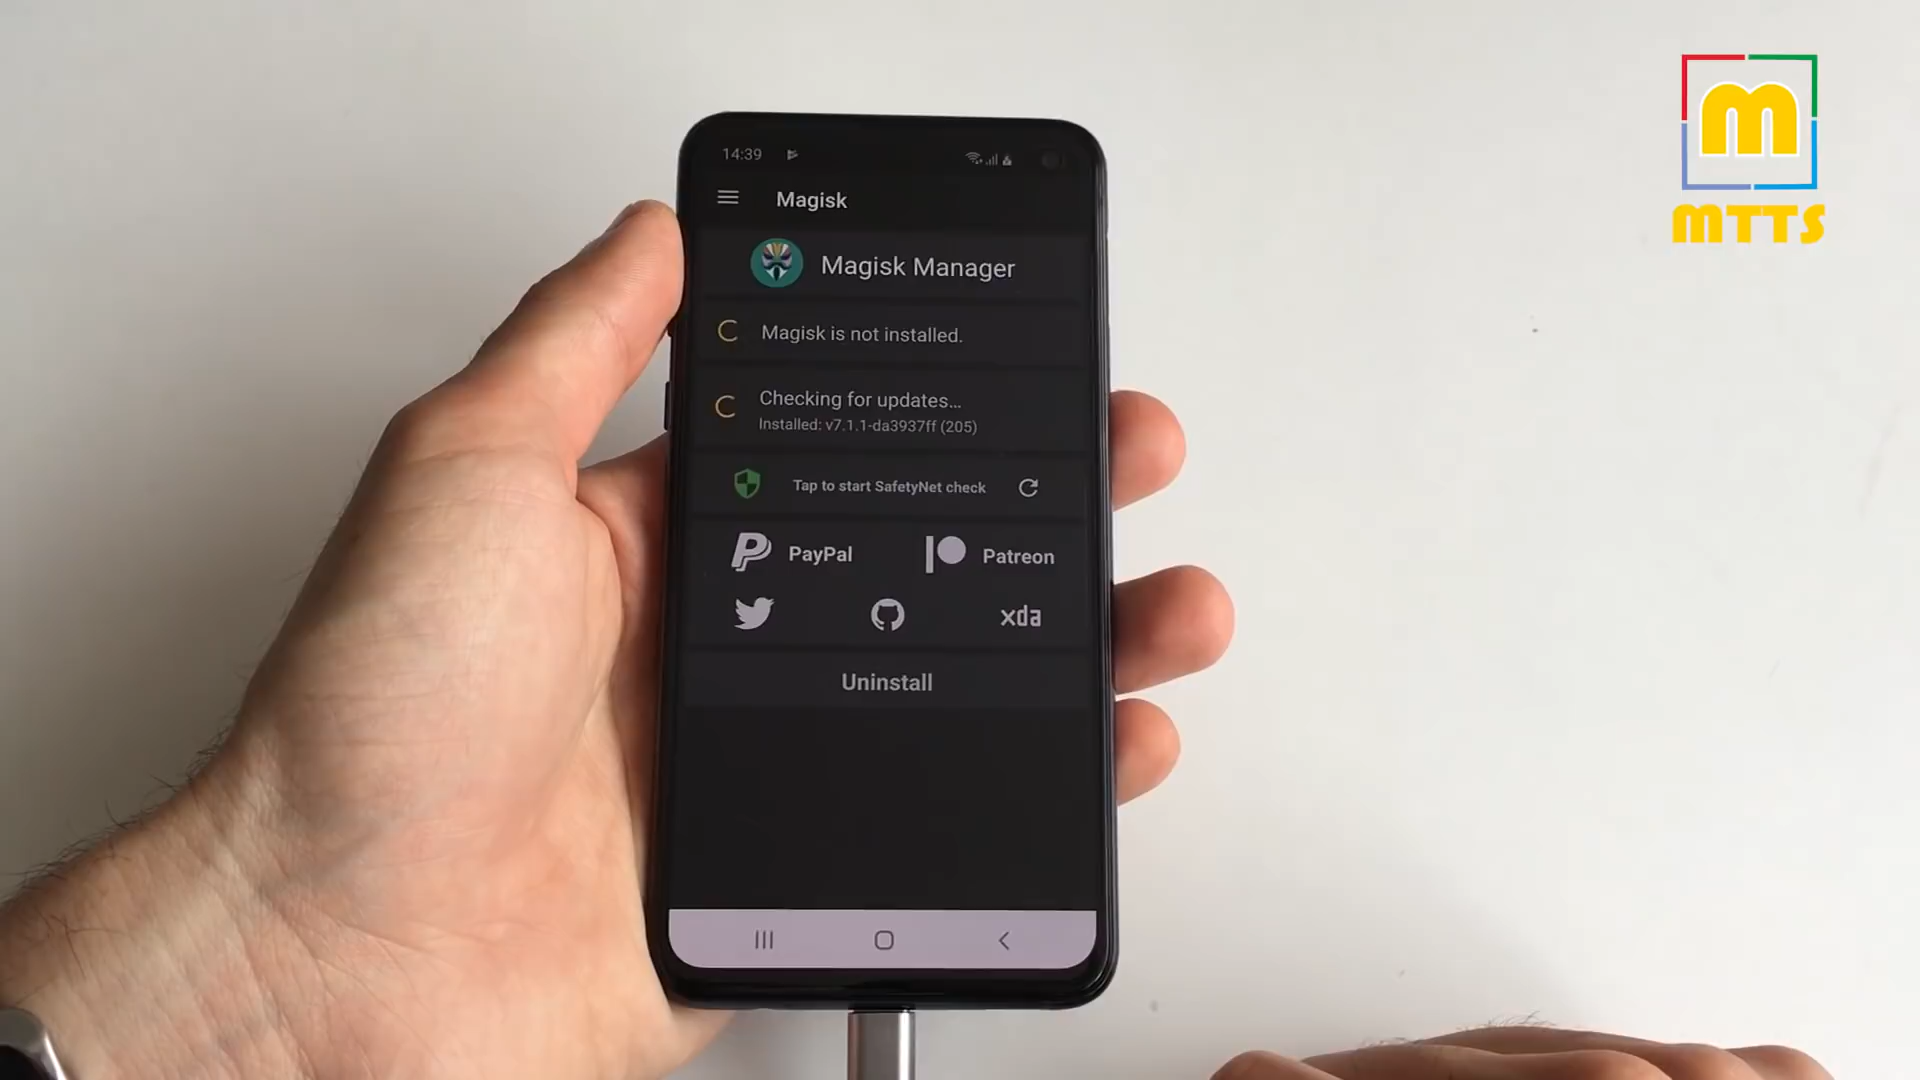 14:39
Magisk
Magisk Manager
Magisk is not installed.
Checking for updates...
Installed: v7.1.1-da3937ff (205)
Tap to start SafetyNet check
PayPal
Patreon
xda
Uninstall
m
MTTS